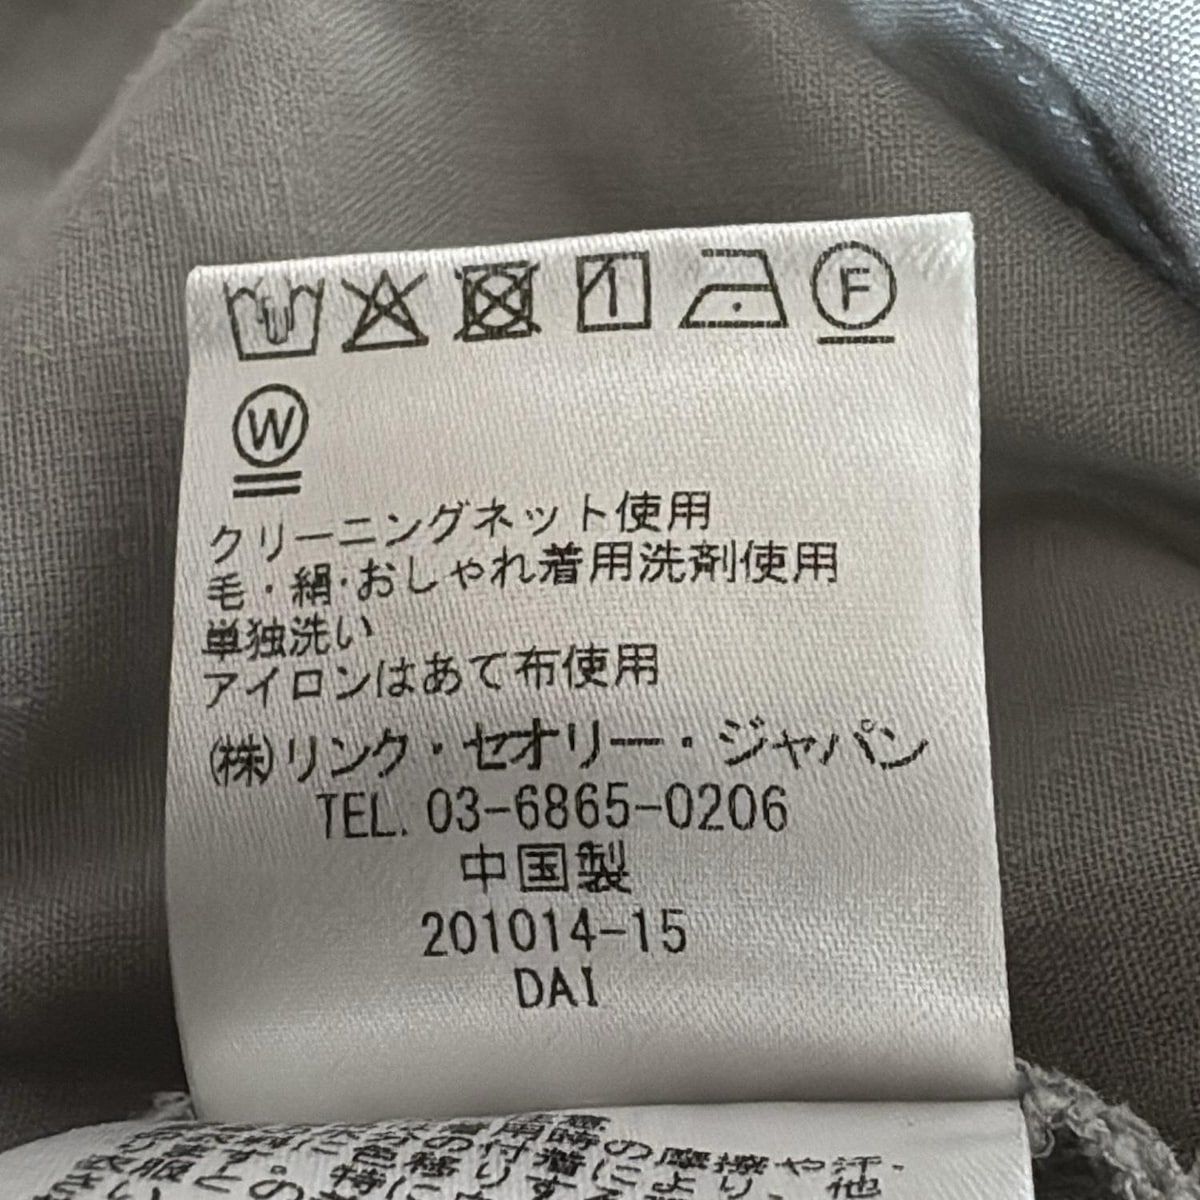 F
W
クリーニングネット使用
毛・絹・おしゃれ着用洗剤使用
単独洗い
アイロンはあて布使用
(株)リンク・セオリー・ジャパン
TEL. 03-6865-0206
中国製
201014-15
DAI